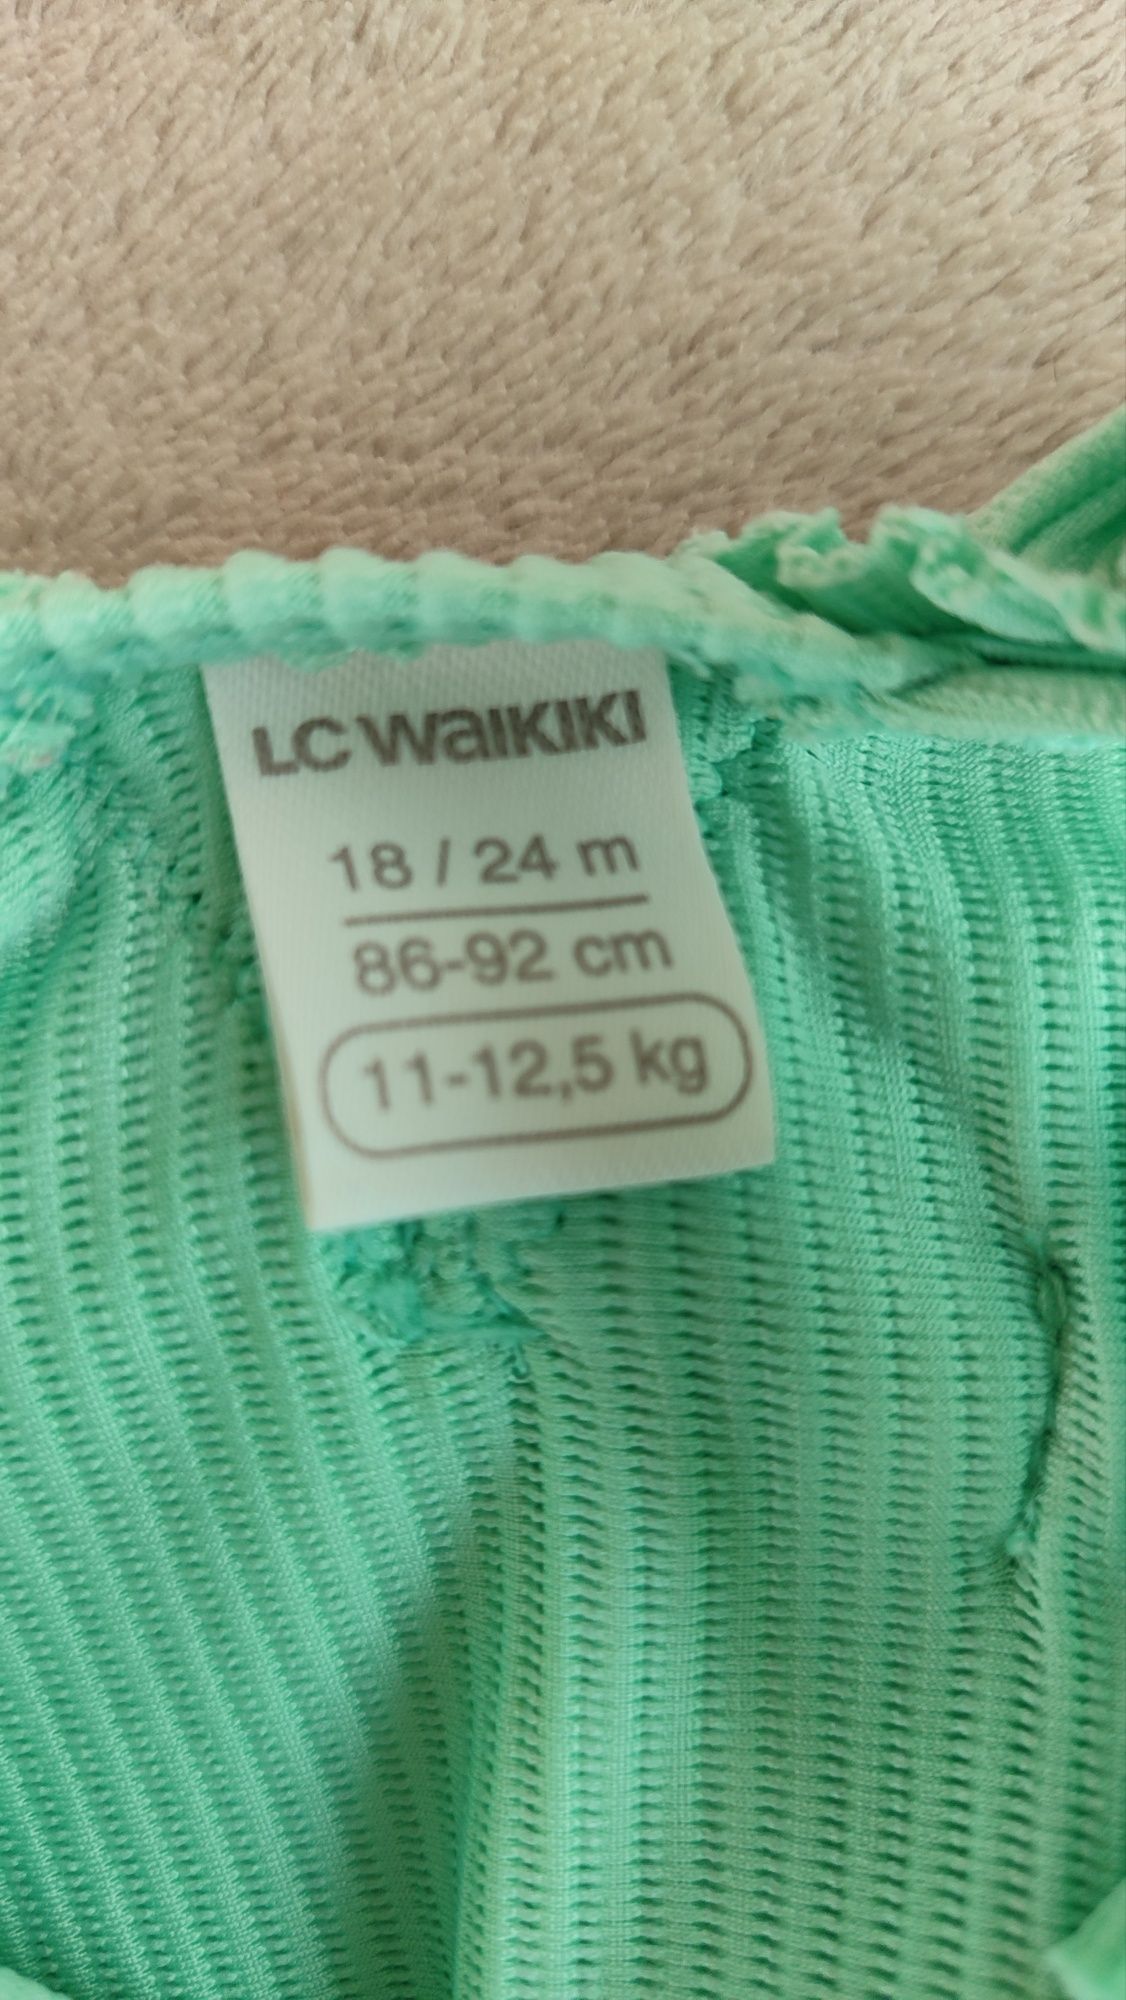 LC WAIKIKI
18 / 24 m
86-92 cm
11-12,5 kg